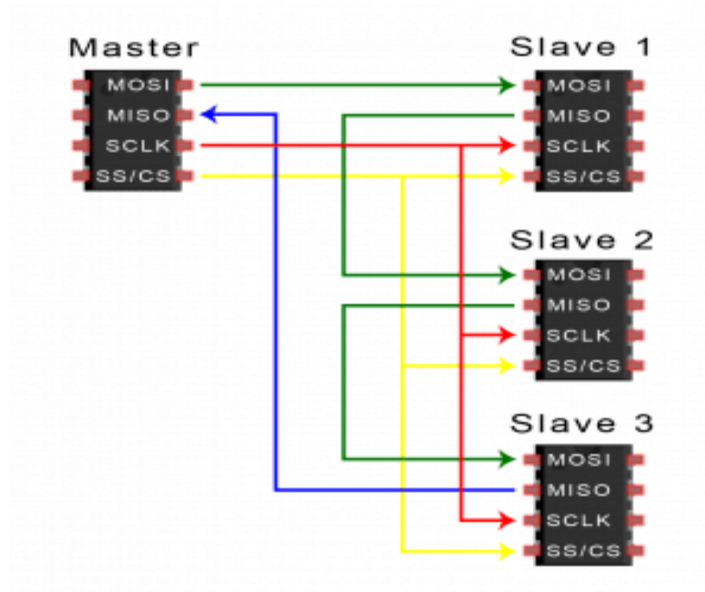 Master
MOSI
MISO
SCLK
SS/CS
Slave 1
MOSI
MISO
SCLK
SS/CS
Slave 2
MOSI
MISO
SCLK
SS/CS
Slave 3
MOSI
MISO
SCLK
SS/CS